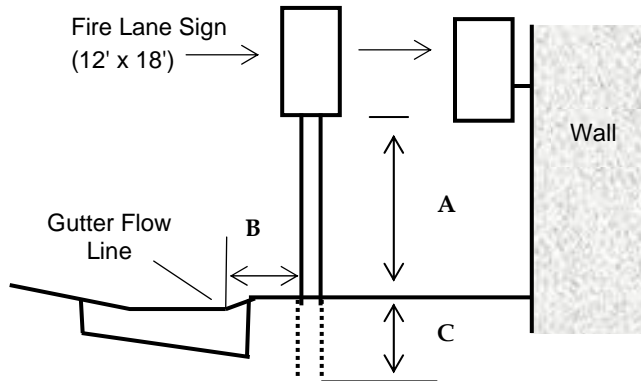 Fire Lane Sign
(12' x 18')
Wall
A
B
Gutter Flow
Line
C